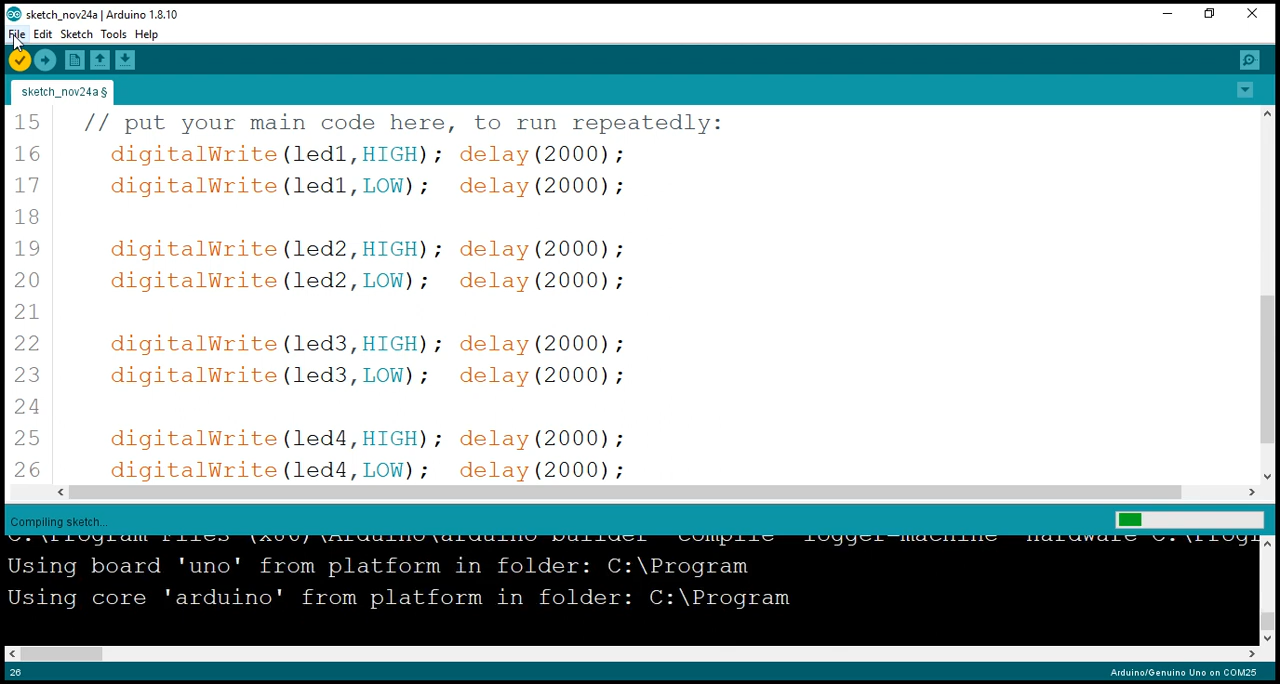 sketch_nov24a | Arduino 1.8.10
File Edit Sketch Tools Help
sketch_nov24a §
15 // put your main code here, to run repeatedly:
16 digitalWrite(led1,HIGH); delay(2000);
17 digitalWrite(led1,LOW); delay(2000);
18
19 digitalWrite(led2,HIGH); delay(2000);
20 digitalWrite(led2,LOW); delay(2000);
21
22 digitalWrite(led3,HIGH); delay(2000);
23 digitalWrite(led3,LOW); delay(2000);
24
25 digitalWrite(led4,HIGH); delay(2000);
26 digitalWrite(led4,LOW); delay(2000);
Compiling sketch...
Using board 'uno' from platform in folder: C:\Program
Using core 'arduino' from platform in folder: C:\Program
26 Arduino/Genuino Uno on COM25